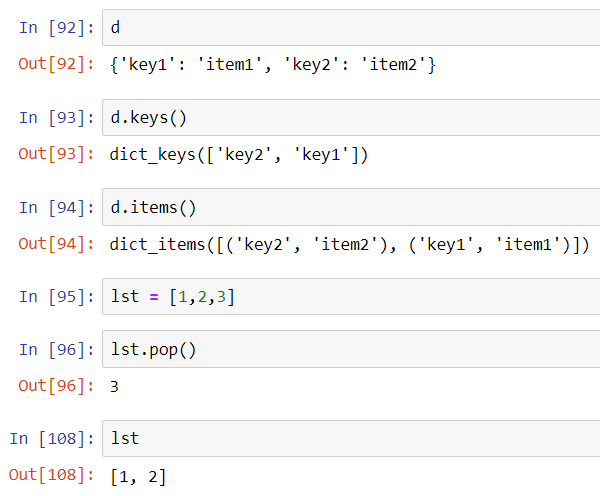 In [92]: d
Out[92]: {'key1': 'item1', 'key2': 'item2'}
In [93]: d.keys()
Out[93]: dict_keys(['key2', 'key1'])
In [94]: d.items()
Out[94]: dict_items([('key2', 'item2'), ('key1', 'item1')])
In [95]: lst = [1,2,3]
In [96]: lst.pop()
Out[96]: 3
In [108]: lst
Out[108]: [1, 2]